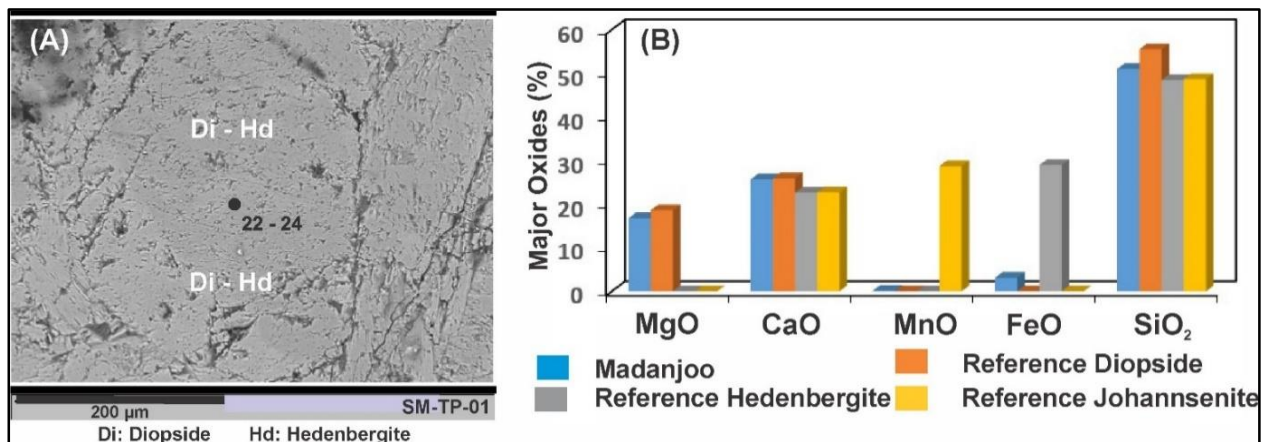 (A)
Di - Hd
22 - 24
Di - Hd
200 µm
SM-TP-01
Di: Diopside Hd: Hedenbergite
(B)
Major Oxides (%)
60
50
40
30
20
10
0
MgO CaO MnO FeO SiO₂
Madanjoo
Reference Diopside
Reference Hedenbergite
Reference Johannsenite